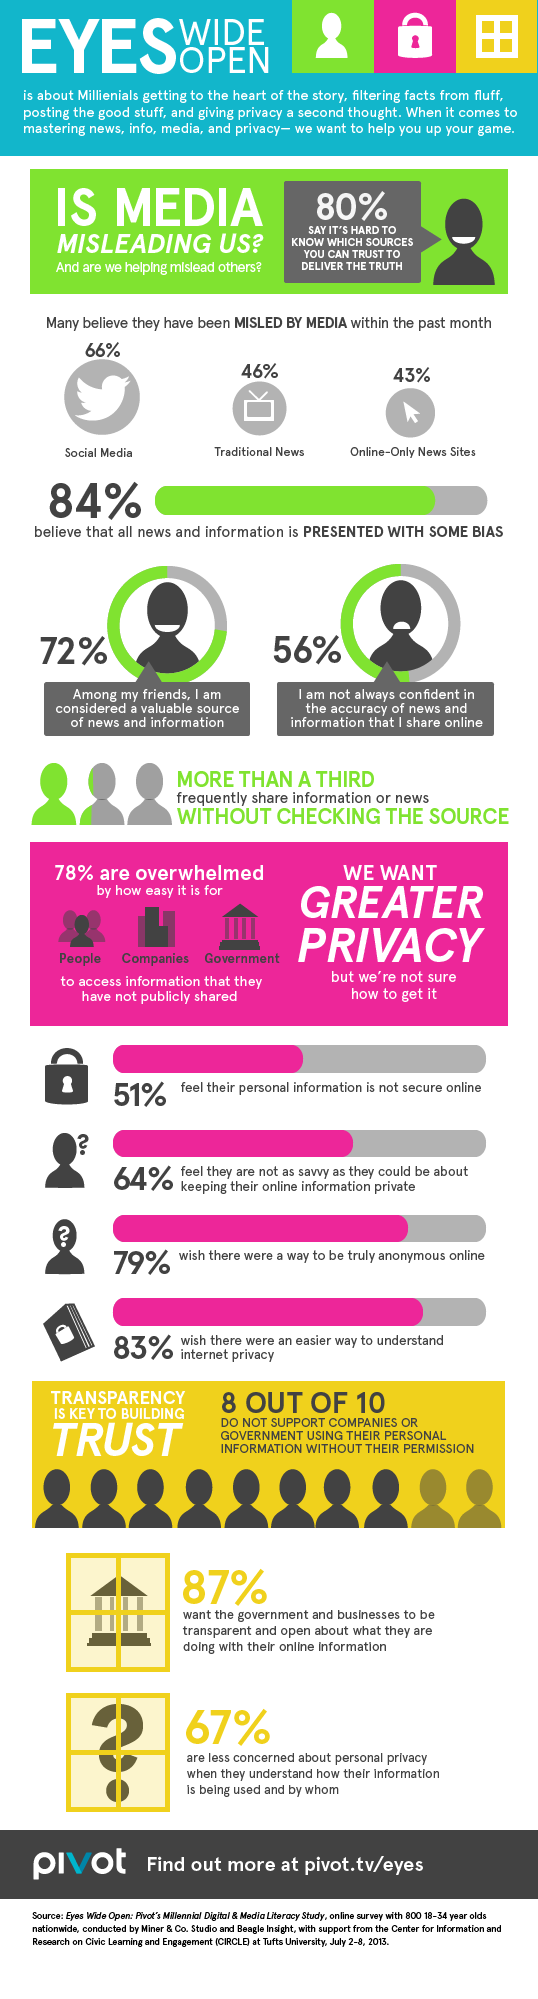 EYES WIDE OPEN
is about Millienials getting to the heart of the story, filtering facts from fluff,
posting the good stuff, and giving privacy a second thought. When it comes to
mastering news, info, media, and privacy— we want to help you up your game.
IS MEDIA
MISLEADING US?
And are we helping mislead others?
80%
SAY IT'S HARD TO
KNOW WHICH SOURCES
YOU CAN TRUST TO
DELIVER THE TRUTH
Many believe they have been MISLED BY MEDIA within the past month
66%
Social Media
46%
Traditional News
43%
Online-Only News Sites
84%
believe that all news and information is PRESENTED WITH SOME BIAS
72%
Among my friends, I am
considered a valuable source
of news and information
56%
I am not always confident in
the accuracy of news and
information that I share online
MORE THAN A THIRD
frequently share information or news
WITHOUT CHECKING THE SOURCE
78% are overwhelmed
by how easy it is for
People Companies Government
to access information that they
have not publicly shared
WE WANT
GREATER
PRIVACY
but we're not sure
how to get it
51%
feel their personal information is not secure online
?
64%
feel they are not as savvy as they could be about
keeping their online information private
?
79%
wish there were a way to be truly anonymous online
83%
wish there were an easier way to understand
internet privacy
TRANSPARENCY
IS KEY TO BUILDING
TRUST
8 OUT OF 10
DO NOT SUPPORT COMPANIES OR
GOVERNMENT USING THEIR PERSONAL
INFORMATION WITHOUT THEIR PERMISSION
87%
want the government and businesses to be
transparent and open about what they are
doing with their online information
?
67%
are less concerned about personal privacy
when they understand how their information
is being used and by whom
pivot
Find out more at pivot.tv/eyes
Source: Eyes Wide Open: Pivot's Millennial Digital & Media Literacy Study, online survey with 800 18-34 year olds
nationwide, conducted by Miner & Co. Studio and Beagle Insight, with support from the Center for Information and
Research on Civic Learning and Engagement (CIRCLE) at Tufts University, July 2-8, 2013.